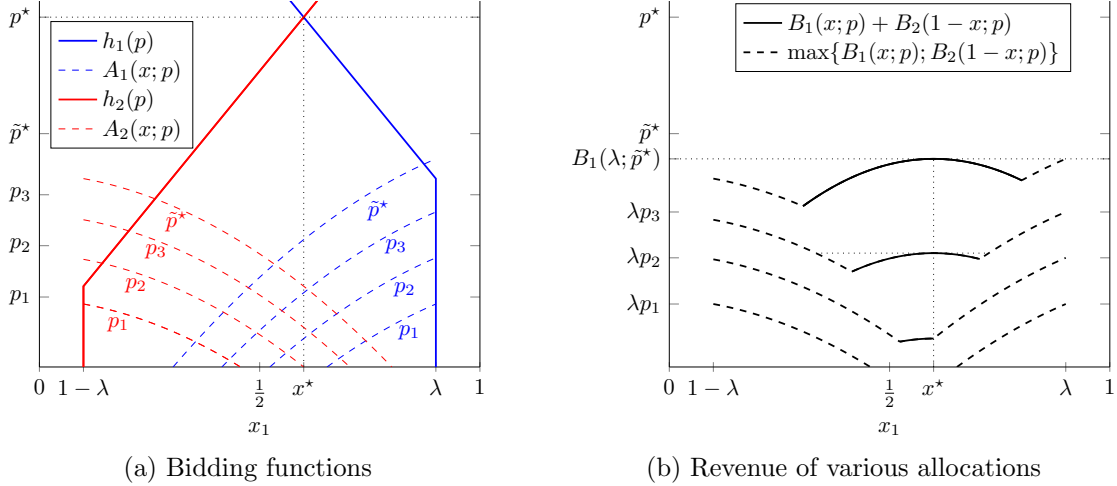 p⋆
h₁(p)
A₁(x; p)
h₂(p)
A₂(x; p)
p̃⋆
p₃
p₂
p₁
p̃⋆
p₃
p₂
p₁
p̃⋆
p₃
p₂
p₁
0
1 − λ
1/2
x⋆
λ
1
x₁
(a) Bidding functions
p⋆
B₁(x; p) + B₂(1 − x; p)
max{B₁(x; p); B₂(1 − x; p)}
p̃⋆
B₁(λ; p̃⋆)
λp₃
λp₂
λp₁
0
1 − λ
1/2
x⋆
λ
1
x₁
(b) Revenue of various allocations